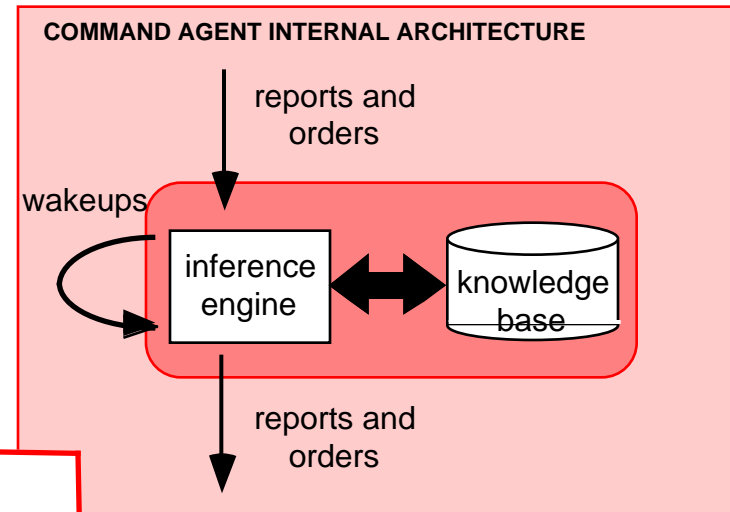 COMMAND AGENT INTERNAL ARCHITECTURE
reports and
orders
wakeups
inference
engine
knowledge
base
reports and
orders